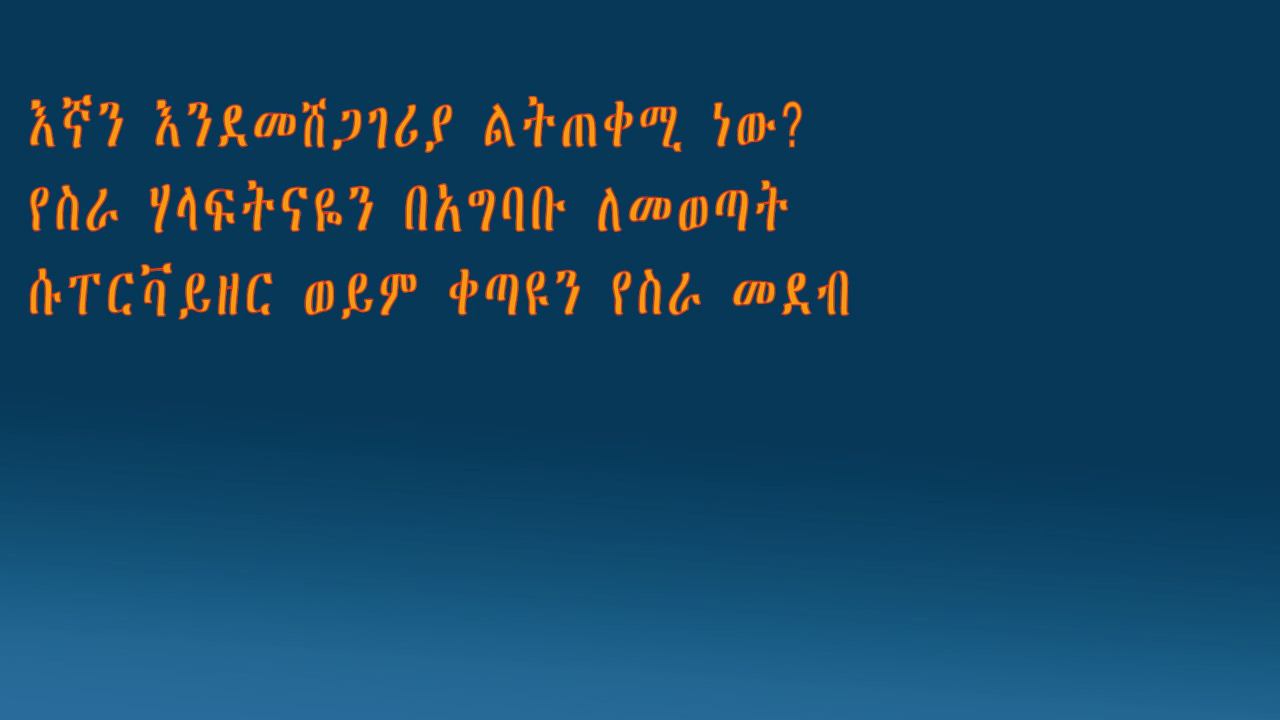 እኛን እንደመሸጋገሪያ ልትጠቀሚ ነው?
የስራ ሃላፍትናዬን በአግባቡ ለመወጣት
ሱፐርቫይዘር ወይም ቀጣዩን የስራ መደብ